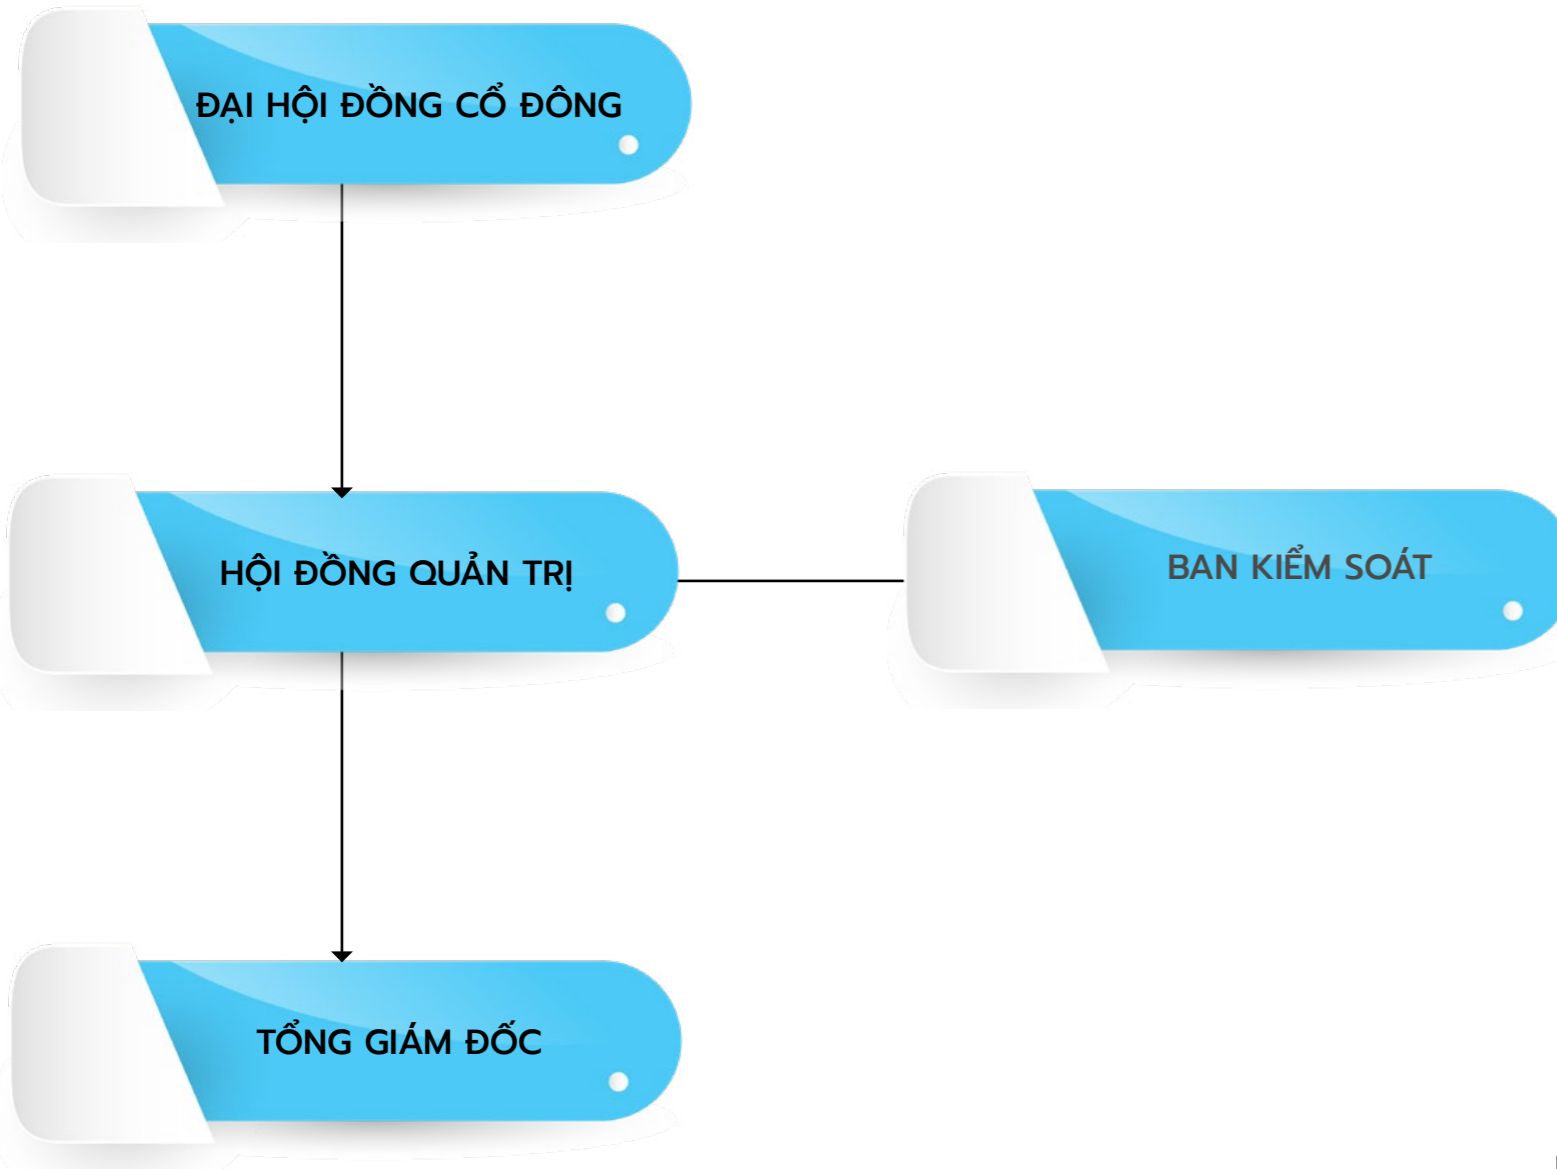 ĐẠI HỘI ĐỒNG CỔ ĐÔNG
HỘI ĐỒNG QUẢN TRỊ
BAN KIỂM SOÁT
TỔNG GIÁM ĐỐC